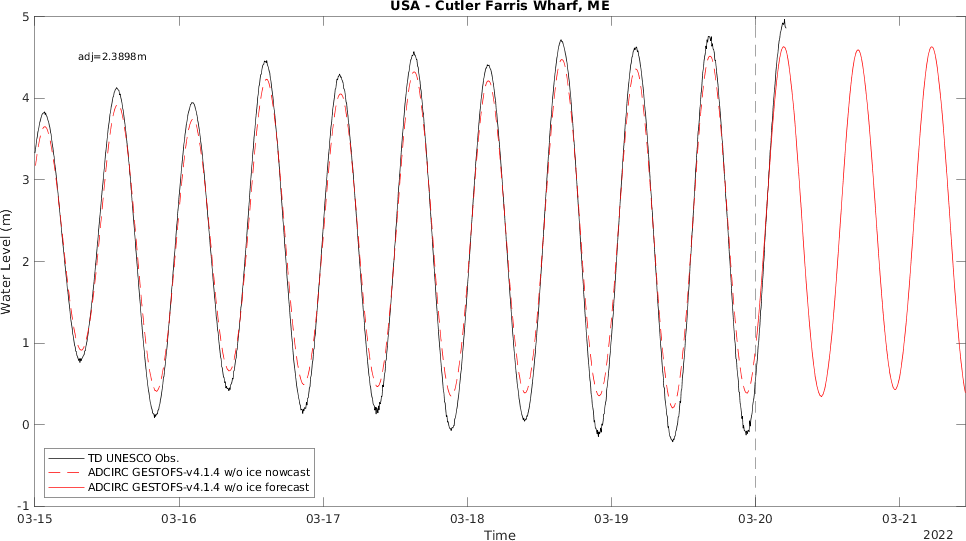 USA - Cutler Farris Wharf, ME
adj=2.3898m
5
4
3
2
1
0
-1
Water Level (m)
TD UNESCO Obs.
ADCIRC GESTOFS-v4.1.4 w/o ice nowcast
ADCIRC GESTOFS-v4.1.4 w/o ice forecast
03-15 03-16 03-17 03-18 03-19 03-20 03-21
Time
2022